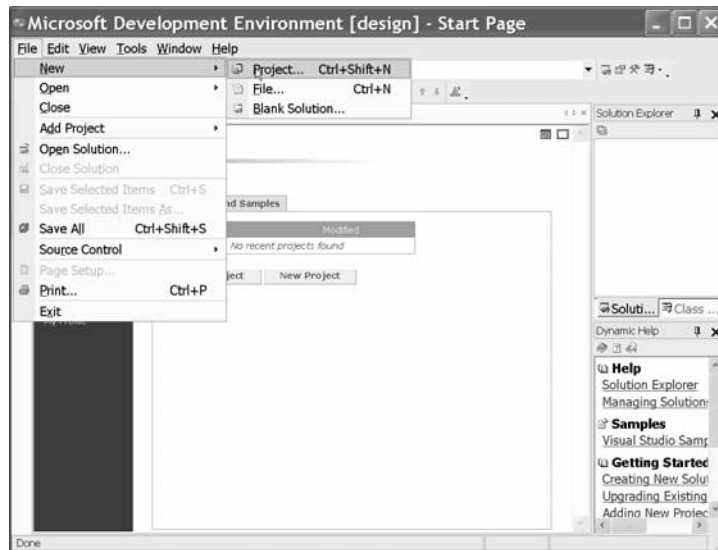 Microsoft Development Environment [design] - Start Page
File Edit View Tools Window Help
New
Project... Ctrl+Shift+N
Open
File... Ctrl+N
Close
Blank Solution...
Add Project
Open Solution...
Close Solution
Save Selected Items Ctrl+S
Save Selected Items As...
Save All Ctrl+Shift+S
Source Control
Page Setup...
Print... Ctrl+P
Exit
My Profile
nd Samples
Modified
No recent projects found
ject New Project
Solution Explorer
Soluti... Class ...
Dynamic Help
Help
Solution Explorer
Managing Solution
Samples
Visual Studio Samp
Getting Started
Creating New Solut
Upgrading Existing
Adding New Projec
Done